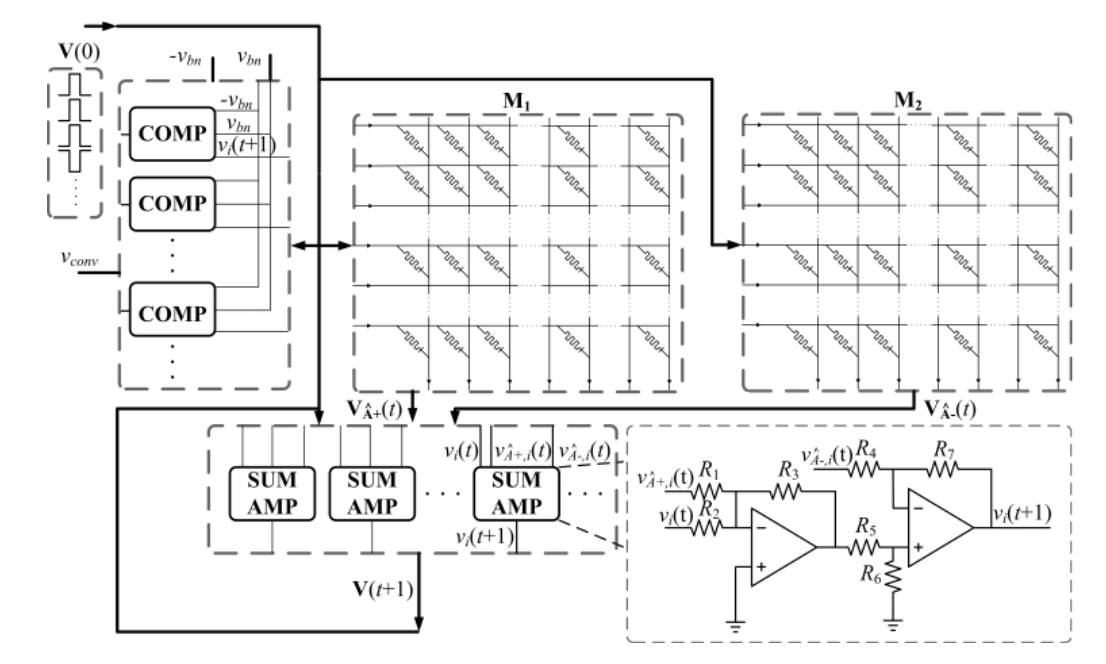 V(0)
-v_bn
v_bn
M₁
M₂
-v_bn
COMP
v_bn
v_i(t+1)
COMP
v_conv
COMP
V_Â+(t)
V_Â-(t)
v_i(t)
v_Â+,i(t)
v_Â-,i(t)
SUM
AMP
SUM
AMP
SUM
AMP
v_i(t+1)
V(t+1)
v_Â-,i(t)
R₄
R₇
v_Â+,i(t)
R₁
R₃
v_i(t)
R₂
-
+
-
+
v_i(t+1)
R₅
R₆